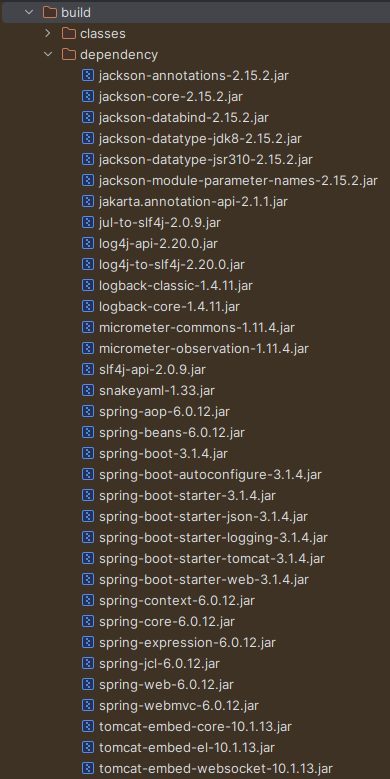 build
classes
dependency
jackson-annotations-2.15.2.jar
jackson-core-2.15.2.jar
jackson-databind-2.15.2.jar
jackson-datatype-jdk8-2.15.2.jar
jackson-datatype-jsr310-2.15.2.jar
jackson-module-parameter-names-2.15.2.jar
jakarta.annotation-api-2.1.1.jar
jul-to-slf4j-2.0.9.jar
log4j-api-2.20.0.jar
log4j-to-slf4j-2.20.0.jar
logback-classic-1.4.11.jar
logback-core-1.4.11.jar
micrometer-commons-1.11.4.jar
micrometer-observation-1.11.4.jar
slf4j-api-2.0.9.jar
snakeyaml-1.33.jar
spring-aop-6.0.12.jar
spring-beans-6.0.12.jar
spring-boot-3.1.4.jar
spring-boot-autoconfigure-3.1.4.jar
spring-boot-starter-3.1.4.jar
spring-boot-starter-json-3.1.4.jar
spring-boot-starter-logging-3.1.4.jar
spring-boot-starter-tomcat-3.1.4.jar
spring-boot-starter-web-3.1.4.jar
spring-context-6.0.12.jar
spring-core-6.0.12.jar
spring-expression-6.0.12.jar
spring-jcl-6.0.12.jar
spring-web-6.0.12.jar
spring-webmvc-6.0.12.jar
tomcat-embed-core-10.1.13.jar
tomcat-embed-el-10.1.13.jar
tomcat-embed-websocket-10.1.13.jar